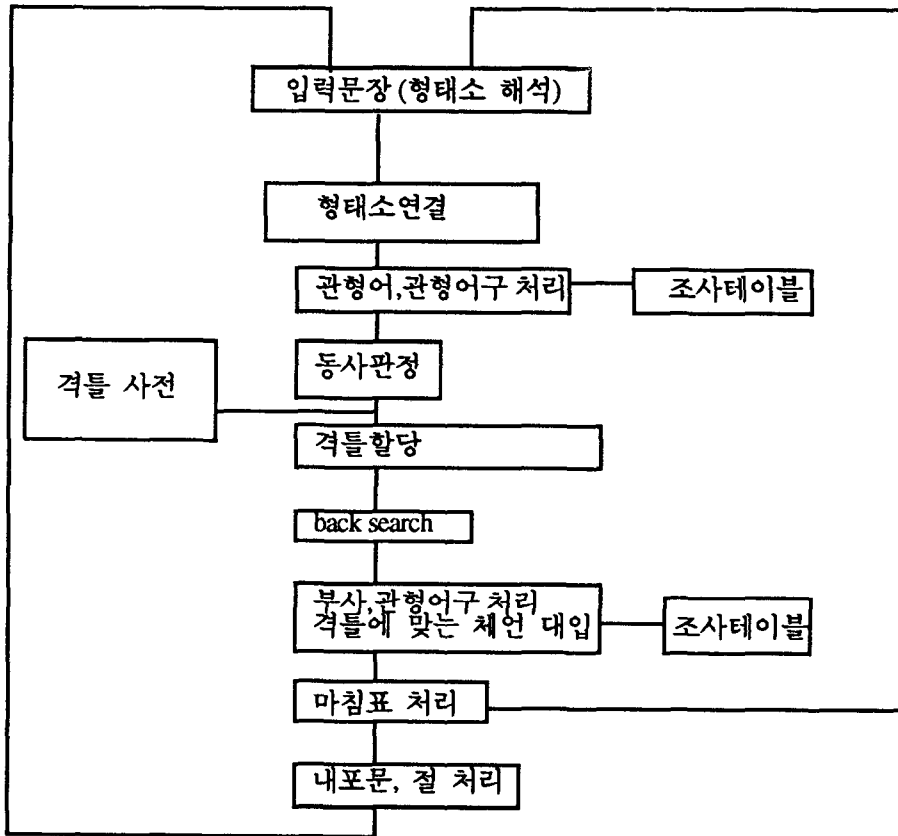 입력문장(형태소 해석)
형태소연결
관형어,관형어구 처리
조사테이블
동사판정
격틀 사전
격틀할당
back search
부사,관형어구 처리
격틀에 맞는 체언 대입
조사테이블
마침표 처리
내포문, 절 처리